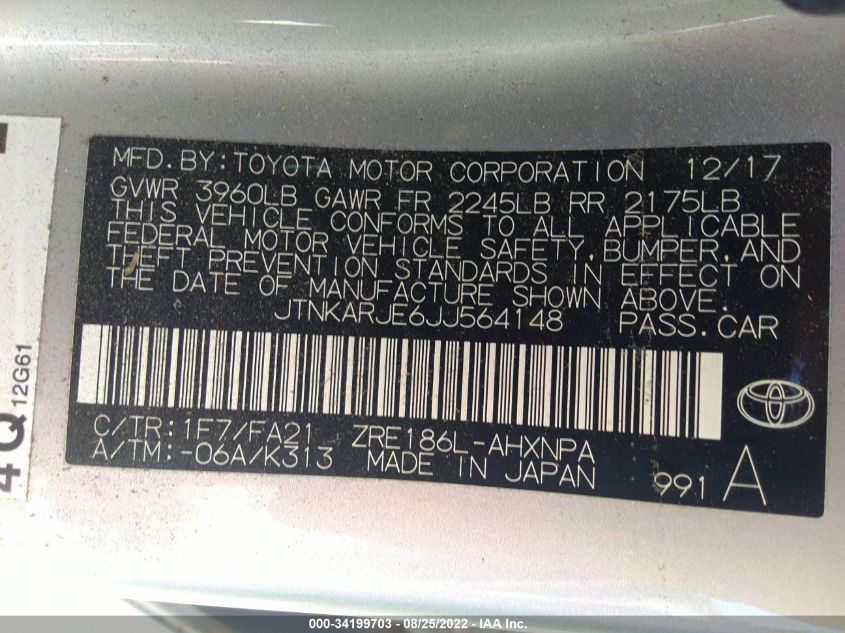 MFD. BY: TOYOTA MOTOR CORPORATION 12/17
GVWR 3960LB GAWR FR 2245LB RR 2175LB
THIS VEHICLE CONFORMS TO ALL APPLICABLE
FEDERAL MOTOR VEHICLE SAFETY, BUMPER, AND
THEFT PREVENTION STANDARDS IN EFFECT ON
THE DATE OF MANUFACTURE SHOWN ABOVE.
JTNKARJE6JJ564148 PASS. CAR
C/TR: 1F7/FA21 ZRE186L-AHXNPA
A/TM: -06A/K313 MADE IN JAPAN 991 A
4Q 12G61
000-34199703 - 08/25/2022 - IAA Inc.